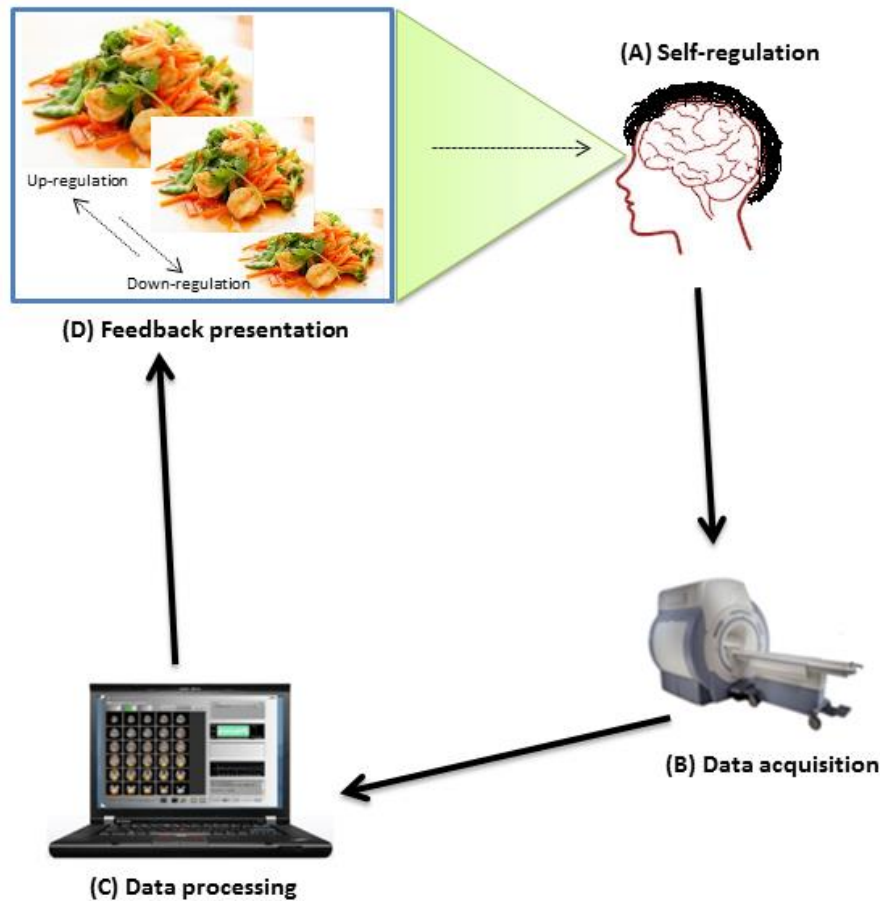 (A) Self-regulation
Up-regulation
Down-regulation
(D) Feedback presentation
(B) Data acquisition
(C) Data processing